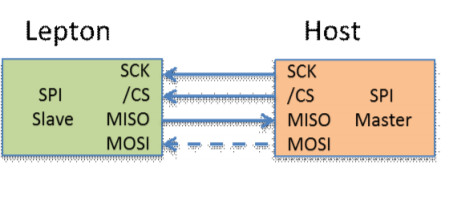 Lepton Host
SCK SCK
SPI /CS /CS SPI
Slave MISO MISO Master
MOSI MOSI